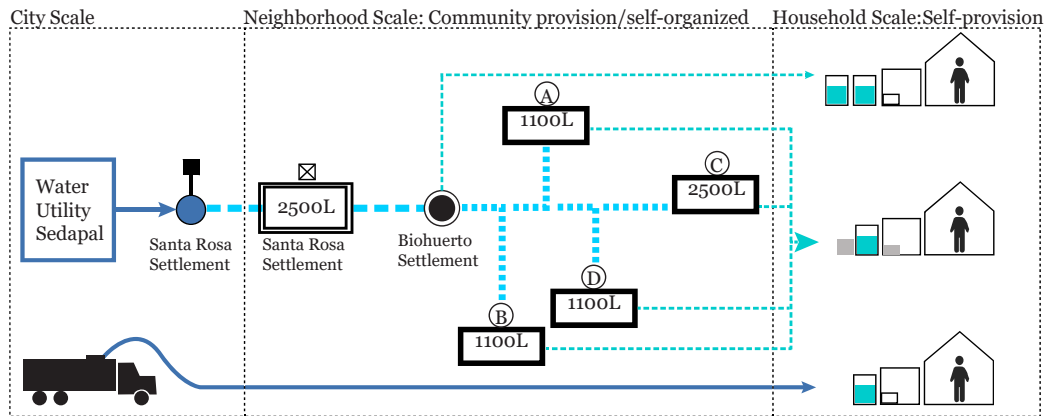 City Scale
Neighborhood Scale: Community provision/self-organized
Household Scale:Self-provision
A
1100L
C
2500L
Water
Utility
Sedapal
2500L
Santa Rosa
Settlement
Santa Rosa
Settlement
Biohuerto
Settlement
D
1100L
B
1100L